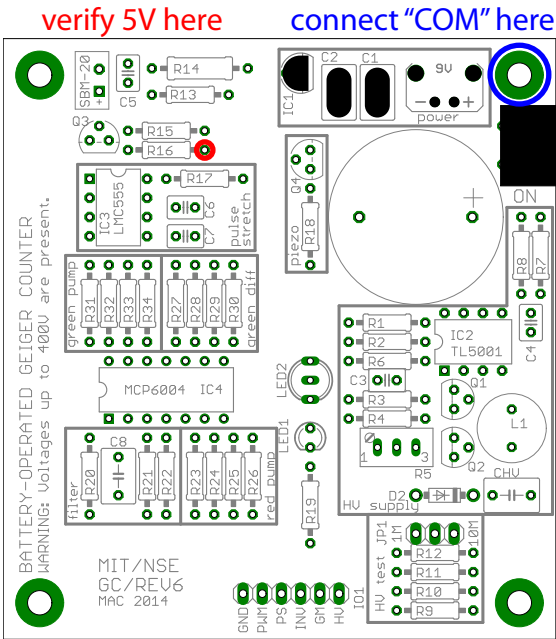 verify 5V here
connect “COM” here
SBM-20
+
C5
R14
R13
C2
C1
IC1
9V
- +
power
Q3
R15
R16
R17
IC3
LMC555
C6
C7
pulse
stretch
Q4
R18
piezo
+
ON
R8
R7
green pump
R31
R32
R33
R34
R27
R28
R29
R30
green diff
R1
R2
R6
C3
R3
R4
IC2
TL5001
C4
MCP6004
IC4
LED2
LED1
Q1
Q2
L1
1
3
R5
filter
R20
C8
R21
R22
R23
R24
R25
R26
red pump
R19
D2
CHV
HV supply
HV test
JP1
1M
10M
R12
R11
R10
R9
BATTERY-OPERATED GEIGER COUNTER
WARNING: Voltages up to 400V are present.
MIT/NSE
GC/REV6
MAC 2014
IO1
GND
PWM
PS
INV
GM
HV